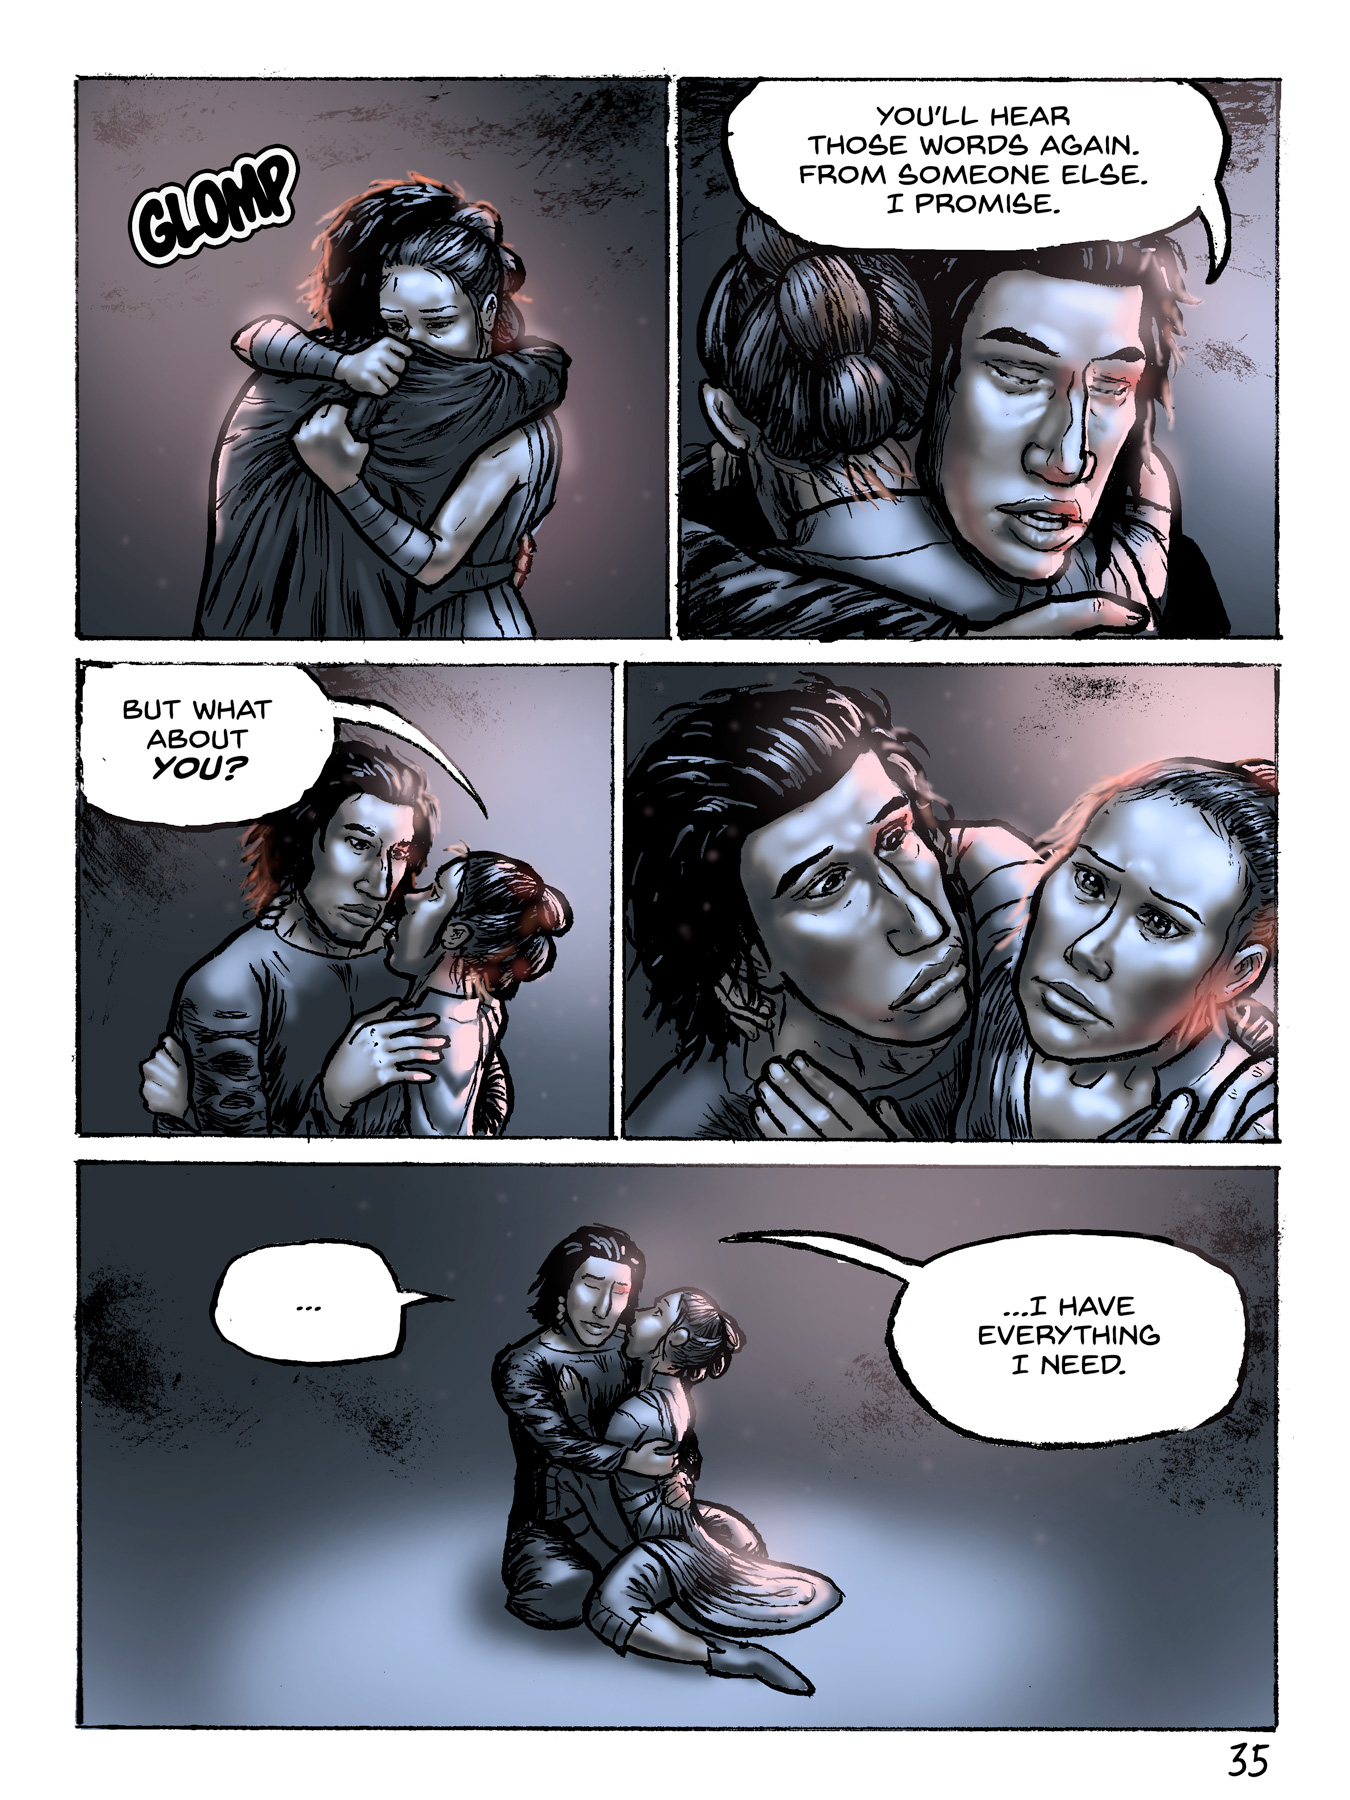 GLOMP
YOU'LL HEAR
THOSE WORDS AGAIN.
FROM SOMEONE ELSE.
I PROMISE.
BUT WHAT
ABOUT
YOU?
...
...I HAVE
EVERYTHING
I NEED.
35